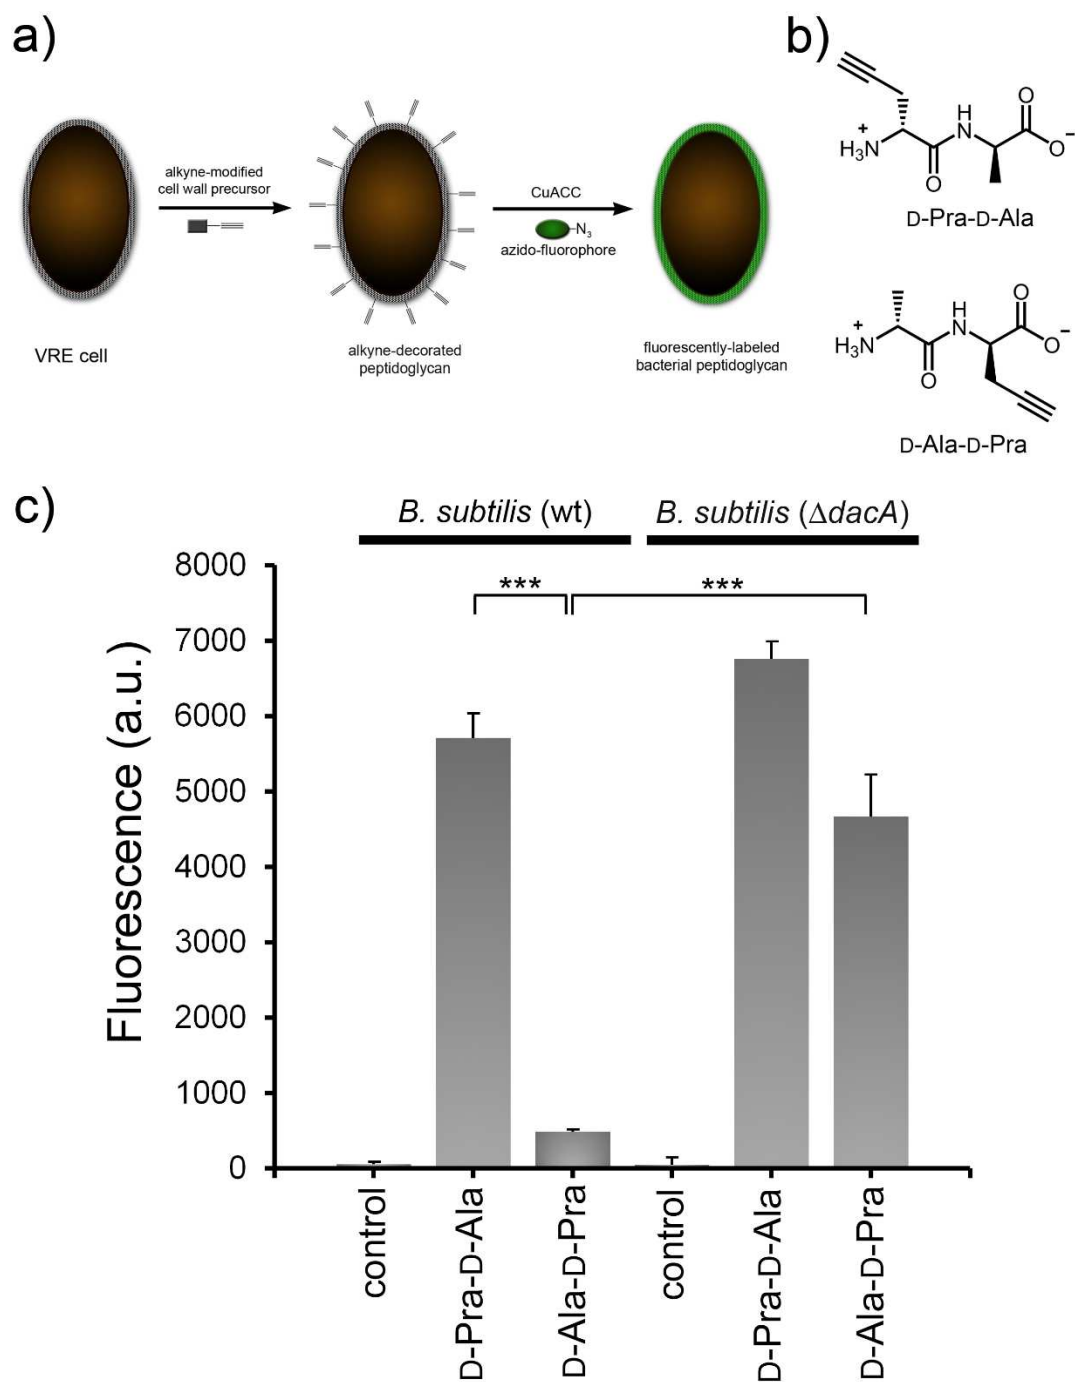 a)
b)
alkyne-modified
cell wall precursor
CuACC
N₃
azido-fluorophore
VRE cell
alkyne-decorated
peptidoglycan
fluorescently-labeled
bacterial peptidoglycan
O
H
N
+
H₃N
O⁻
O
D-Pra-D-Ala
O
H
N
+
H₃N
O⁻
O
D-Ala-D-Pra
c)
B. subtilis (wt)
B. subtilis (ΔdacA)
***
***
Fluorescence (a.u.)
8000
7000
6000
5000
4000
3000
2000
1000
0
control
D-Pra-D-Ala
D-Ala-D-Pra
control
D-Pra-D-Ala
D-Ala-D-Pra